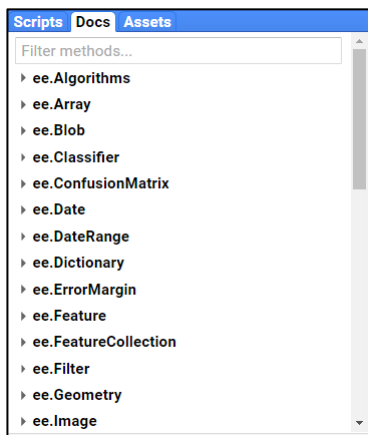 Scripts Docs Assets
Filter methods...
ee.Algorithms
ee.Array
ee.Blob
ee.Classifier
ee.ConfusionMatrix
ee.Date
ee.DateRange
ee.Dictionary
ee.ErrorMargin
ee.Feature
ee.FeatureCollection
ee.Filter
ee.Geometry
ee.Image